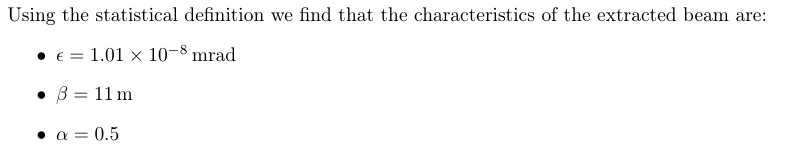 Using the statistical definition we find that the characteristics of the extracted beam are:
• ϵ = 1.01 × 10⁻⁸ mrad
• β = 11 m
• α = 0.5